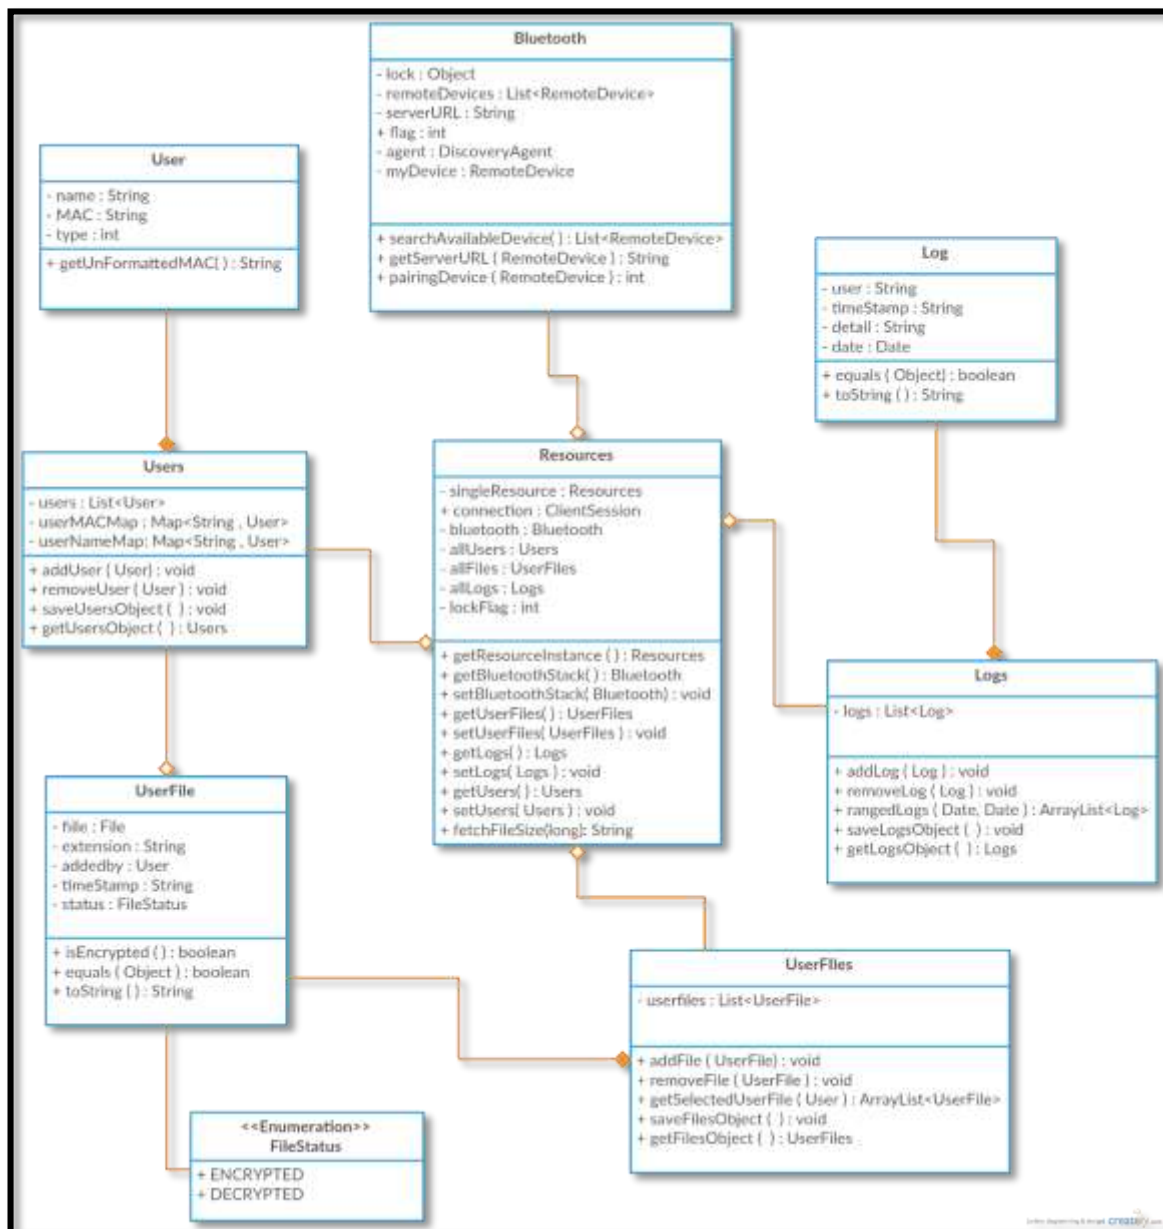 Bluetooth
- lock : Object
- remoteDevices : List<RemoteDevice>
- serverURL : String
+ flag : int
- agent : DiscoveryAgent
- myDevice : RemoteDevice
+ searchAvailableDevice( ) : List<RemoteDevice>
+ getServerURL ( RemoteDevice ) : String
+ pairingDevice ( RemoteDevice ) : int
User
- name : String
- MAC : String
- type : int
+ getUnFormattedMAC( ) : String
Log
- user : String
- timeStamp : String
- detail : String
- date : Date
+ equals ( Object) : boolean
+ toString ( ) : String
Users
- users : List<User>
- userMACMap : Map<String , User>
- userNameMap: Map<String , User>
+ addUser ( User) : void
+ removeUser ( User ) : void
+ saveUsersObject ( ) : void
+ getUsersObject ( ) : Users
Resources
- singleResource : Resources
+ connection : ClientSession
- bluetooth : Bluetooth
- allUsers : Users
- allFiles : UserFiles
- allLogs : Logs
- lockFlag : int
+ getResourceInstance ( ) : Resources
+ getBluetoothStack( ) : Bluetooth
+ setBluetoothStack( Bluetooth) : void
+ getUserFiles( ) : UserFiles
+ setUserFiles( UserFiles ) : void
+ getLogs( ) : Logs
+ setLogs( Logs ) : void
+ getUsers( ) : Users
+ setUsers( Users ) : void
+ fetchFileSize(long): String
Logs
- logs : List<Log>
+ addLog ( Log ) : void
+ removeLog ( Log ) : void
+ rangedLogs ( Date, Date ) : ArrayList<Log>
+ saveLogsObject ( ) : void
+ getLogsObject ( ) : Logs
UserFile
- fiile : File
- extension : String
- addedby : User
- timeStamp : String
- status : FileStatus
+ isEncrypted ( ) : boolean
+ equals ( Object ) : boolean
+ toString ( ) : String
UserFIles
- userfiles : List<UserFile>
+ addFile ( UserFile) : void
+ removeFile ( UserFile ) : void
+ getSelectedUserFile ( User ) : ArrayList<UserFile>
+ saveFilesObject ( ) : void
+ getFilesObject ( ) : UserFiles
<<Enumeration>>
FileStatus
+ ENCRYPTED
+ DECRYPTED